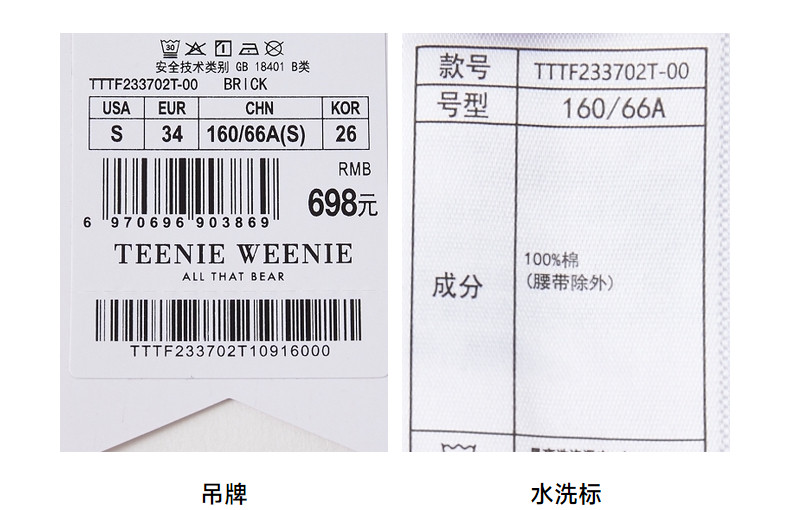 30
安全技术类别 GB 18401 B类
TTTF233702T-00 BRICK
USA EUR CHN KOR
S 34 160/66A(S) 26
RMB
698元
6 970696 903869
TEENIE WEENIE
ALL THAT BEAR
TTTF233702T10916000
吊牌
款号 TTTF233702T-00
号型 160/66A
成分 100%棉
(腰带除外)
水洗标